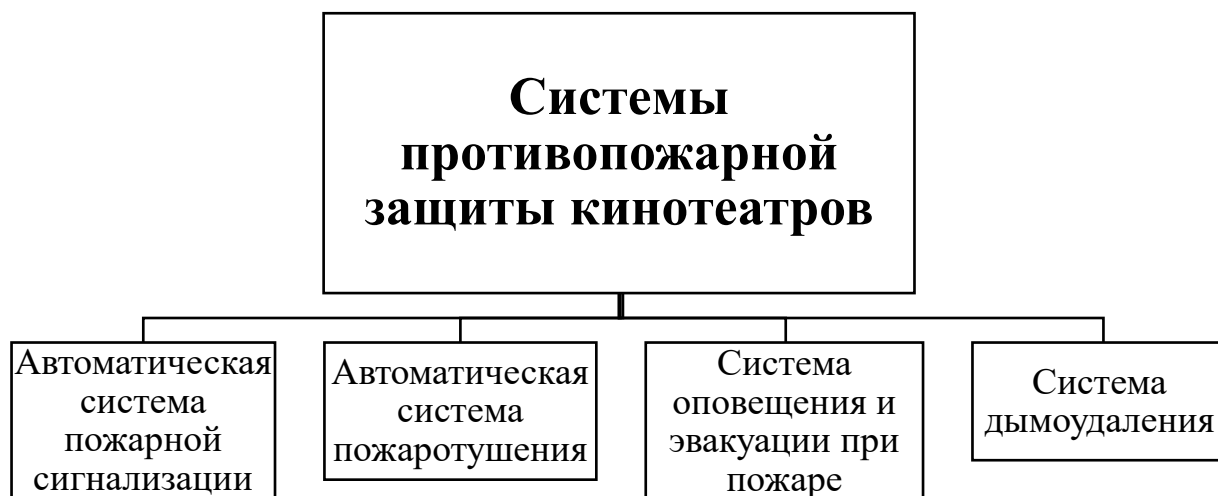 Системы
противопожарной
защиты кинотеатров
Автоматическая
система
пожарной
сигнализации
Автоматическая
система
пожаротушения
Система
оповещения и
эвакуации при
пожаре
Система
дымоудаления